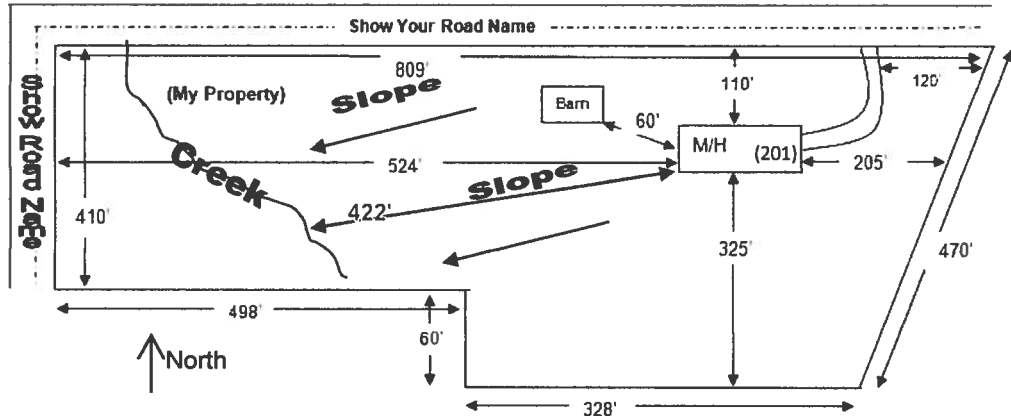 Show Your Road Name
Show Your Road Name
809'
(My Property)
Slope
Barn
60'
110'
120'
M/H
(201)
205'
524'
Creek
Slope
422'
410'
325'
470'
498'
60'
North
328'